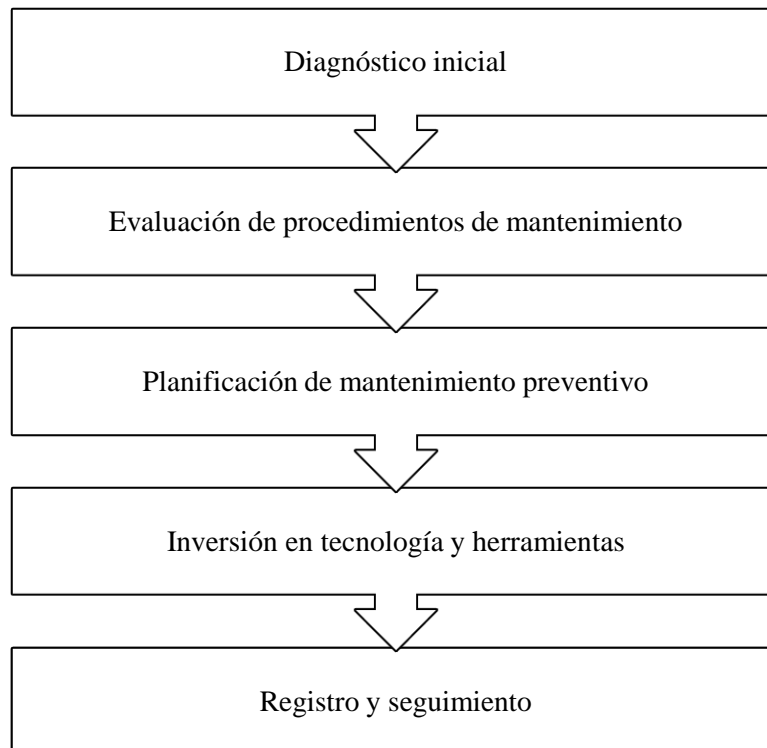 Diagnóstico inicial
Evaluación de procedimientos de mantenimiento
Planificación de mantenimiento preventivo
Inversión en tecnología y herramientas
Registro y seguimiento